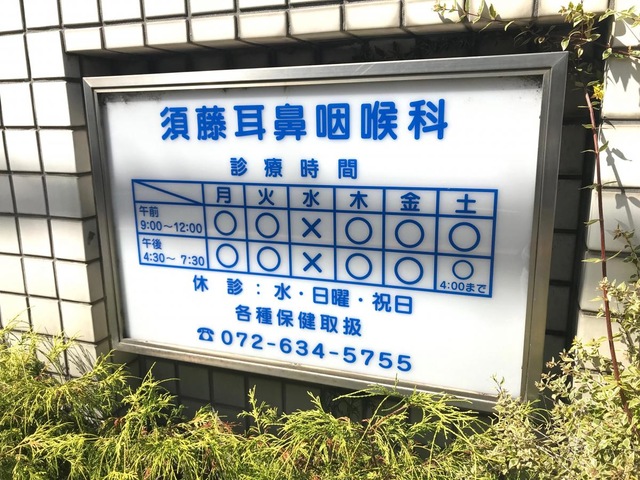 須藤耳鼻咽喉科
診療時間
月 火 水 木 金 土
午前 9:00〜12:00 ○ ○ × ○ ○ ○
午後 4:30〜7:30 ○ ○ × ○ ○ ○ 4:00まで
休診:水・日曜・祝日
各種保健取扱
☎072-634-5755